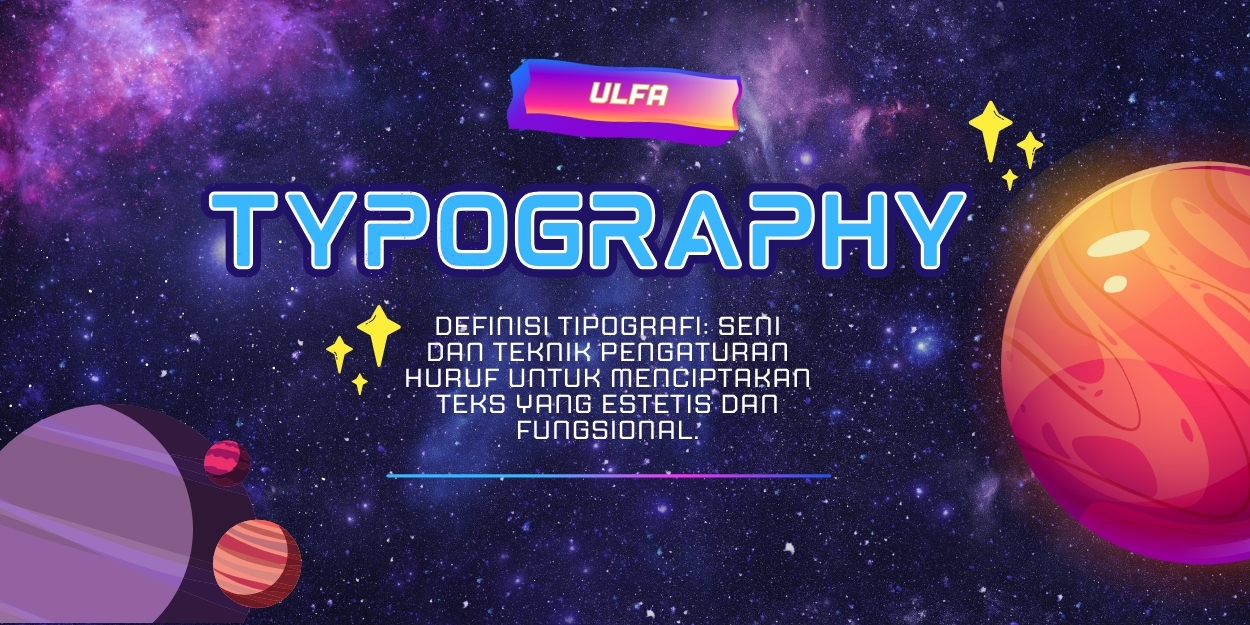 ULFA
TYPOGRAPHY
DEFINISI TIPOGRAFI: SENI
DAN TEKNIK PENGATURAN
HURUF UNTUK MENCIPTAKAN
TEKS YANG ESTETIS DAN
FUNGSIONAL.